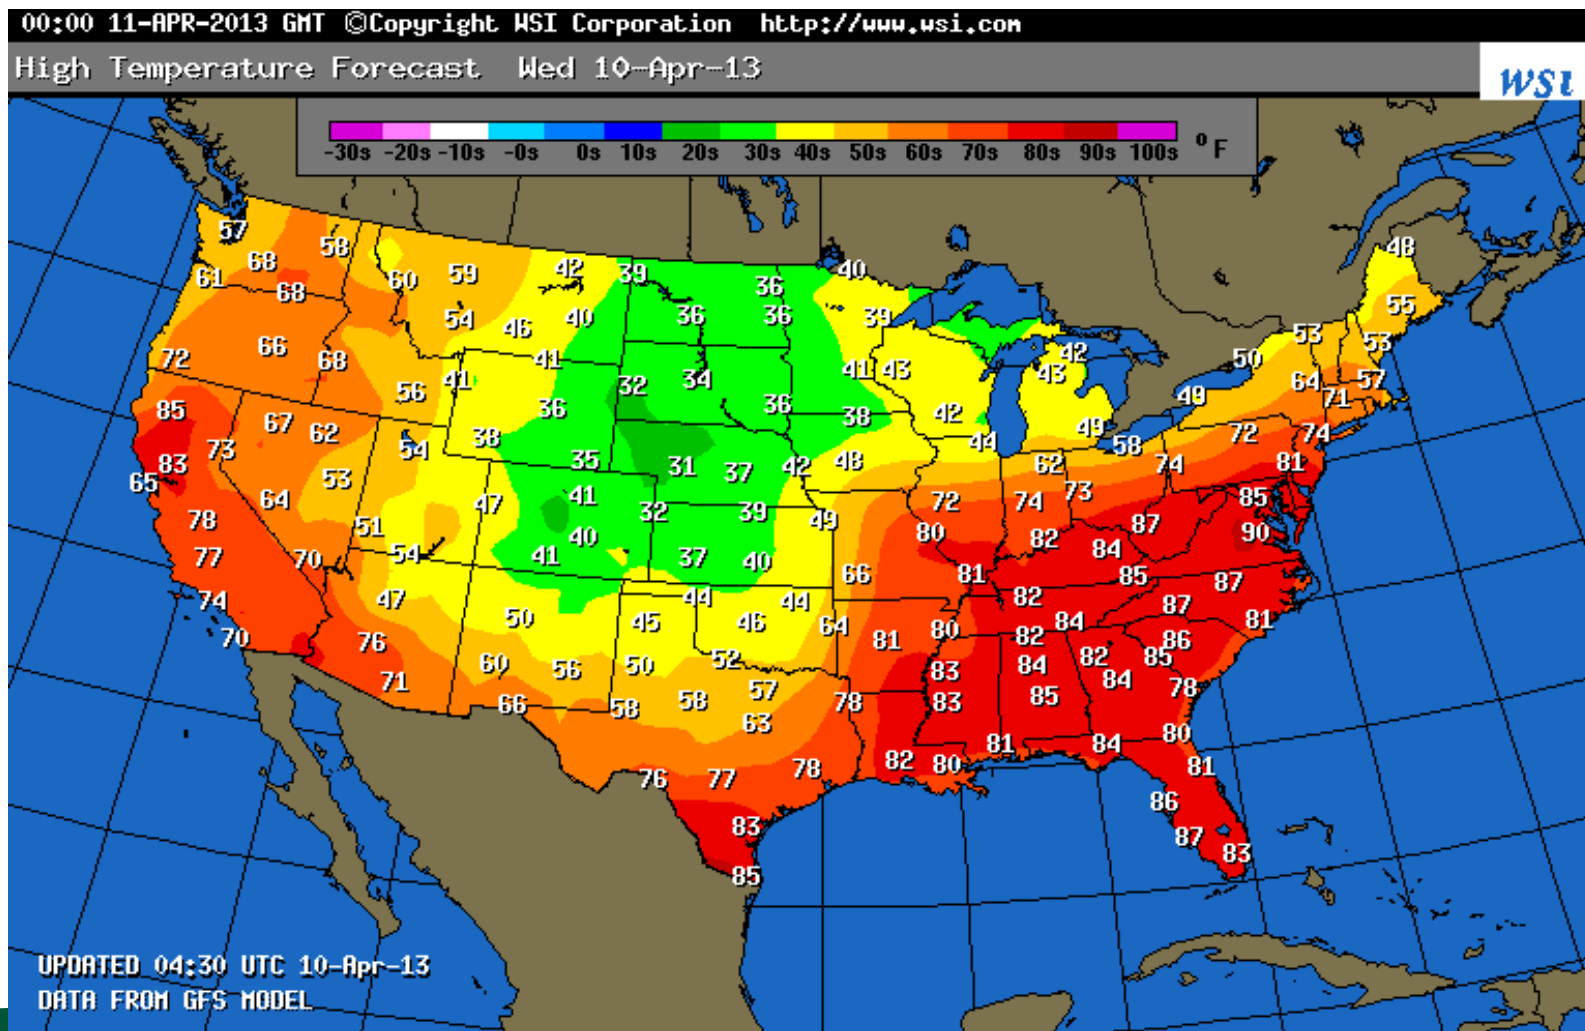 00:00 11-APR-2013 GMT ©Copyright WSI Corporation http://www.wsi.com
High Temperature Forecast Wed 10-Apr-13
WSI
-30s -20s -10s -0s 0s 10s 20s 30s 40s 50s 60s 70s 80s 90s 100s °F
57 58 48
68 59 42 39 40
61 60 36
68 55
54 46 40 36 36 39
53 53
66
72 68 41 42 50
41 34 41 43 43
56 32 64 57
49 71
85 36 36 38 42
67 62 49
73 54 38 44 58 72 74
83 35 31 37 42 48 62 74 81
65 53
64 47 41 72 74 73 85
78 51 32 39 49
80 82 87 90
77 70 54 41 40 37 40 84
66 81 85 87
74 47 44 44 82 87
50 45 46 64 80 84 81
70 76 81 82 86
60 56 50 52 83 84 82 85
71 57 84 78
66 58 58 78 83 85
63 80
81 84
82 80 81
76 77 78
86
83 87
83
85
UPDATED 04:30 UTC 10-Apr-13
DATA FROM GFS MODEL